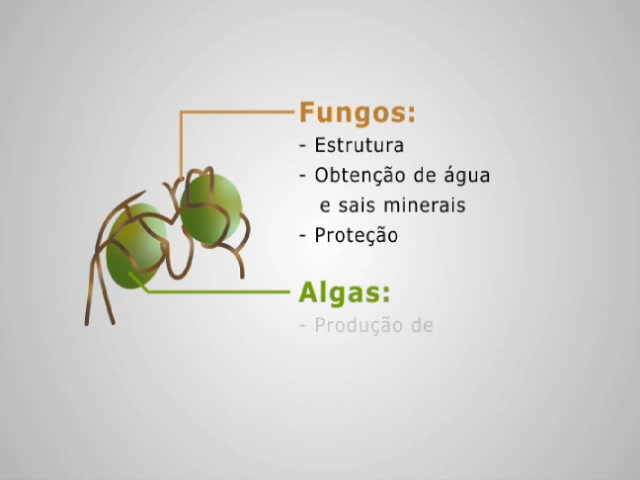 Fungos:
- Estrutura
- Obtenção de água
e sais minerais
- Proteção
Algas:
- Produção de